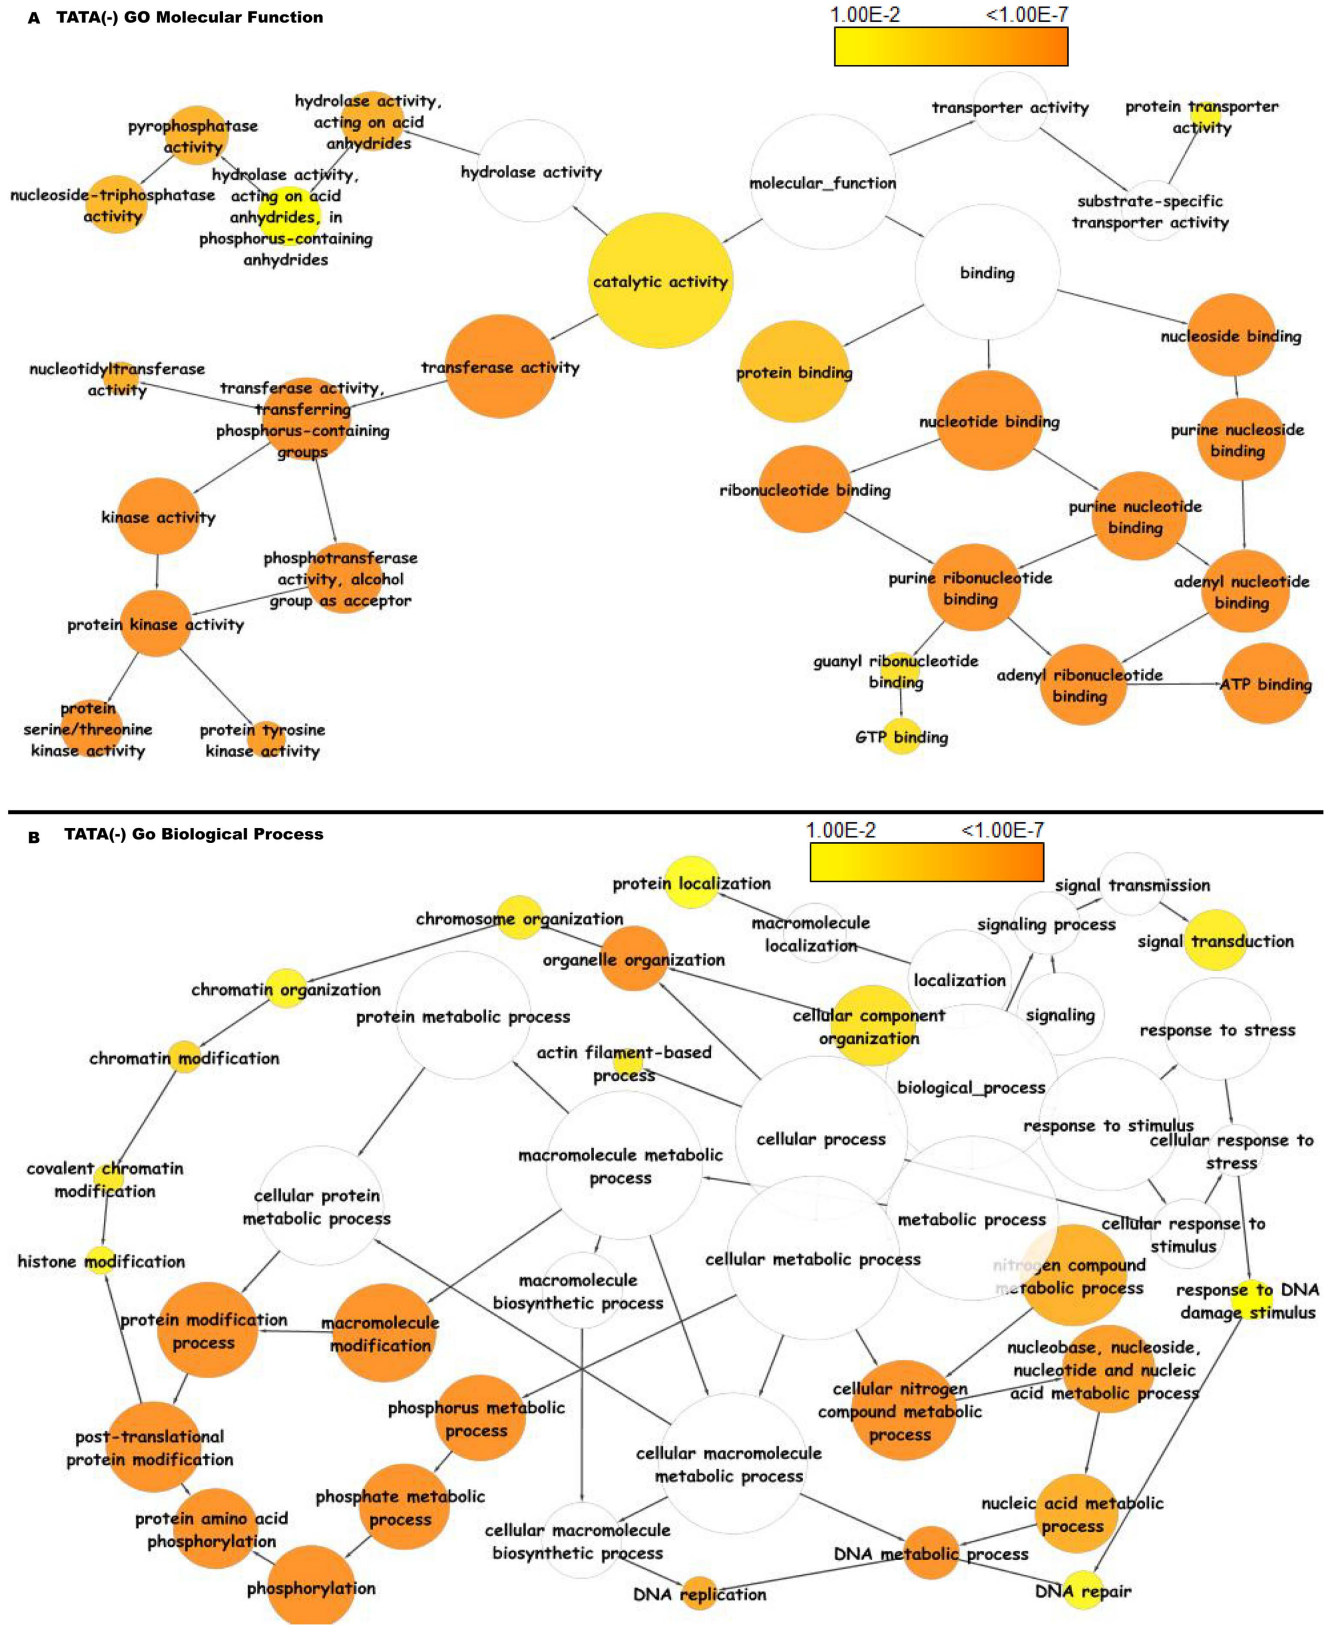 A TATA(-) GO Molecular Function
1.00E-2 <1.00E-7
hydrolase activity,
acting on acid
anhydrides
pyrophosphatase
activity
nucleoside-triphosphatase
activity
hydrolase activity,
acting on acid
anhydrides, in
phosphorus-containing
anhydrides
hydrolase activity
molecular_function
transporter activity
protein transporter
activity
substrate-specific
transporter activity
catalytic activity
binding
transferase activity
nucleotidyltransferase
activity
transferase activity,
transferring
phosphorus-containing
groups
protein binding
nucleoside binding
nucleotide binding
purine nucleoside
binding
ribonucleotide binding
purine nucleotide
binding
kinase activity
phosphotransferase
activity, alcohol
group as acceptor
purine ribonucleotide
binding
adenyl nucleotide
binding
protein kinase activity
guanyl ribonucleotide
binding
adenyl ribonucleotide
binding
ATP binding
protein
serine/threonine
kinase activity
protein tyrosine
kinase activity
GTP binding
B TATA(-) Go Biological Process
1.00E-2 <1.00E-7
protein localization
signal transmission
chromosome organization
macromolecule
localization
signaling process
signal transduction
organelle organization
chromatin organization
localization
protein metabolic process
cellular component
organization
signaling
response to stress
chromatin modification
actin filament-based
process
biological_process
cellular process
response to stimulus
cellular response to
stress
macromolecule metabolic
process
covalent chromatin
modification
cellular protein
metabolic process
metabolic process
cellular response to
stimulus
histone modification
cellular metabolic process
nitrogen compound
metabolic process
macromolecule
biosynthetic process
response to DNA
damage stimulus
protein modification
process
macromolecule
modification
nucleobase, nucleoside,
nucleotide and nucleic
acid metabolic process
cellular nitrogen
compound metabolic
process
phosphorus metabolic
process
post-translational
protein modification
cellular macromolecule
metabolic process
phosphate metabolic
process
nucleic acid metabolic
process
protein amino acid
phosphorylation
cellular macromolecule
biosynthetic process
DNA metabolic process
phosphorylation
DNA replication
DNA repair